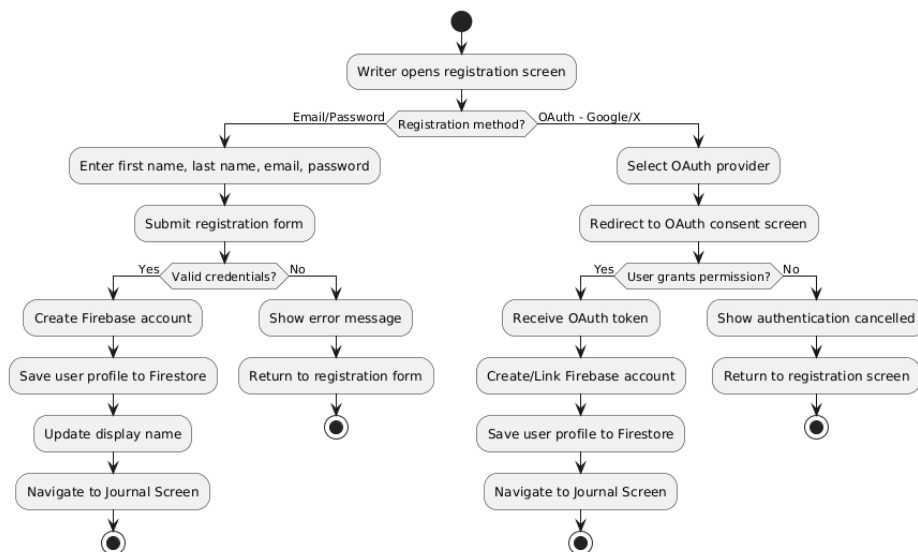 Writer opens registration screen
Email/Password
Registration method?
OAuth - Google/X
Enter first name, last name, email, password
Submit registration form
Yes
Valid credentials?
No
Create Firebase account
Save user profile to Firestore
Update display name
Navigate to Journal Screen
Show error message
Return to registration form
Select OAuth provider
Redirect to OAuth consent screen
Yes
User grants permission?
No
Receive OAuth token
Create/Link Firebase account
Save user profile to Firestore
Navigate to Journal Screen
Show authentication cancelled
Return to registration screen